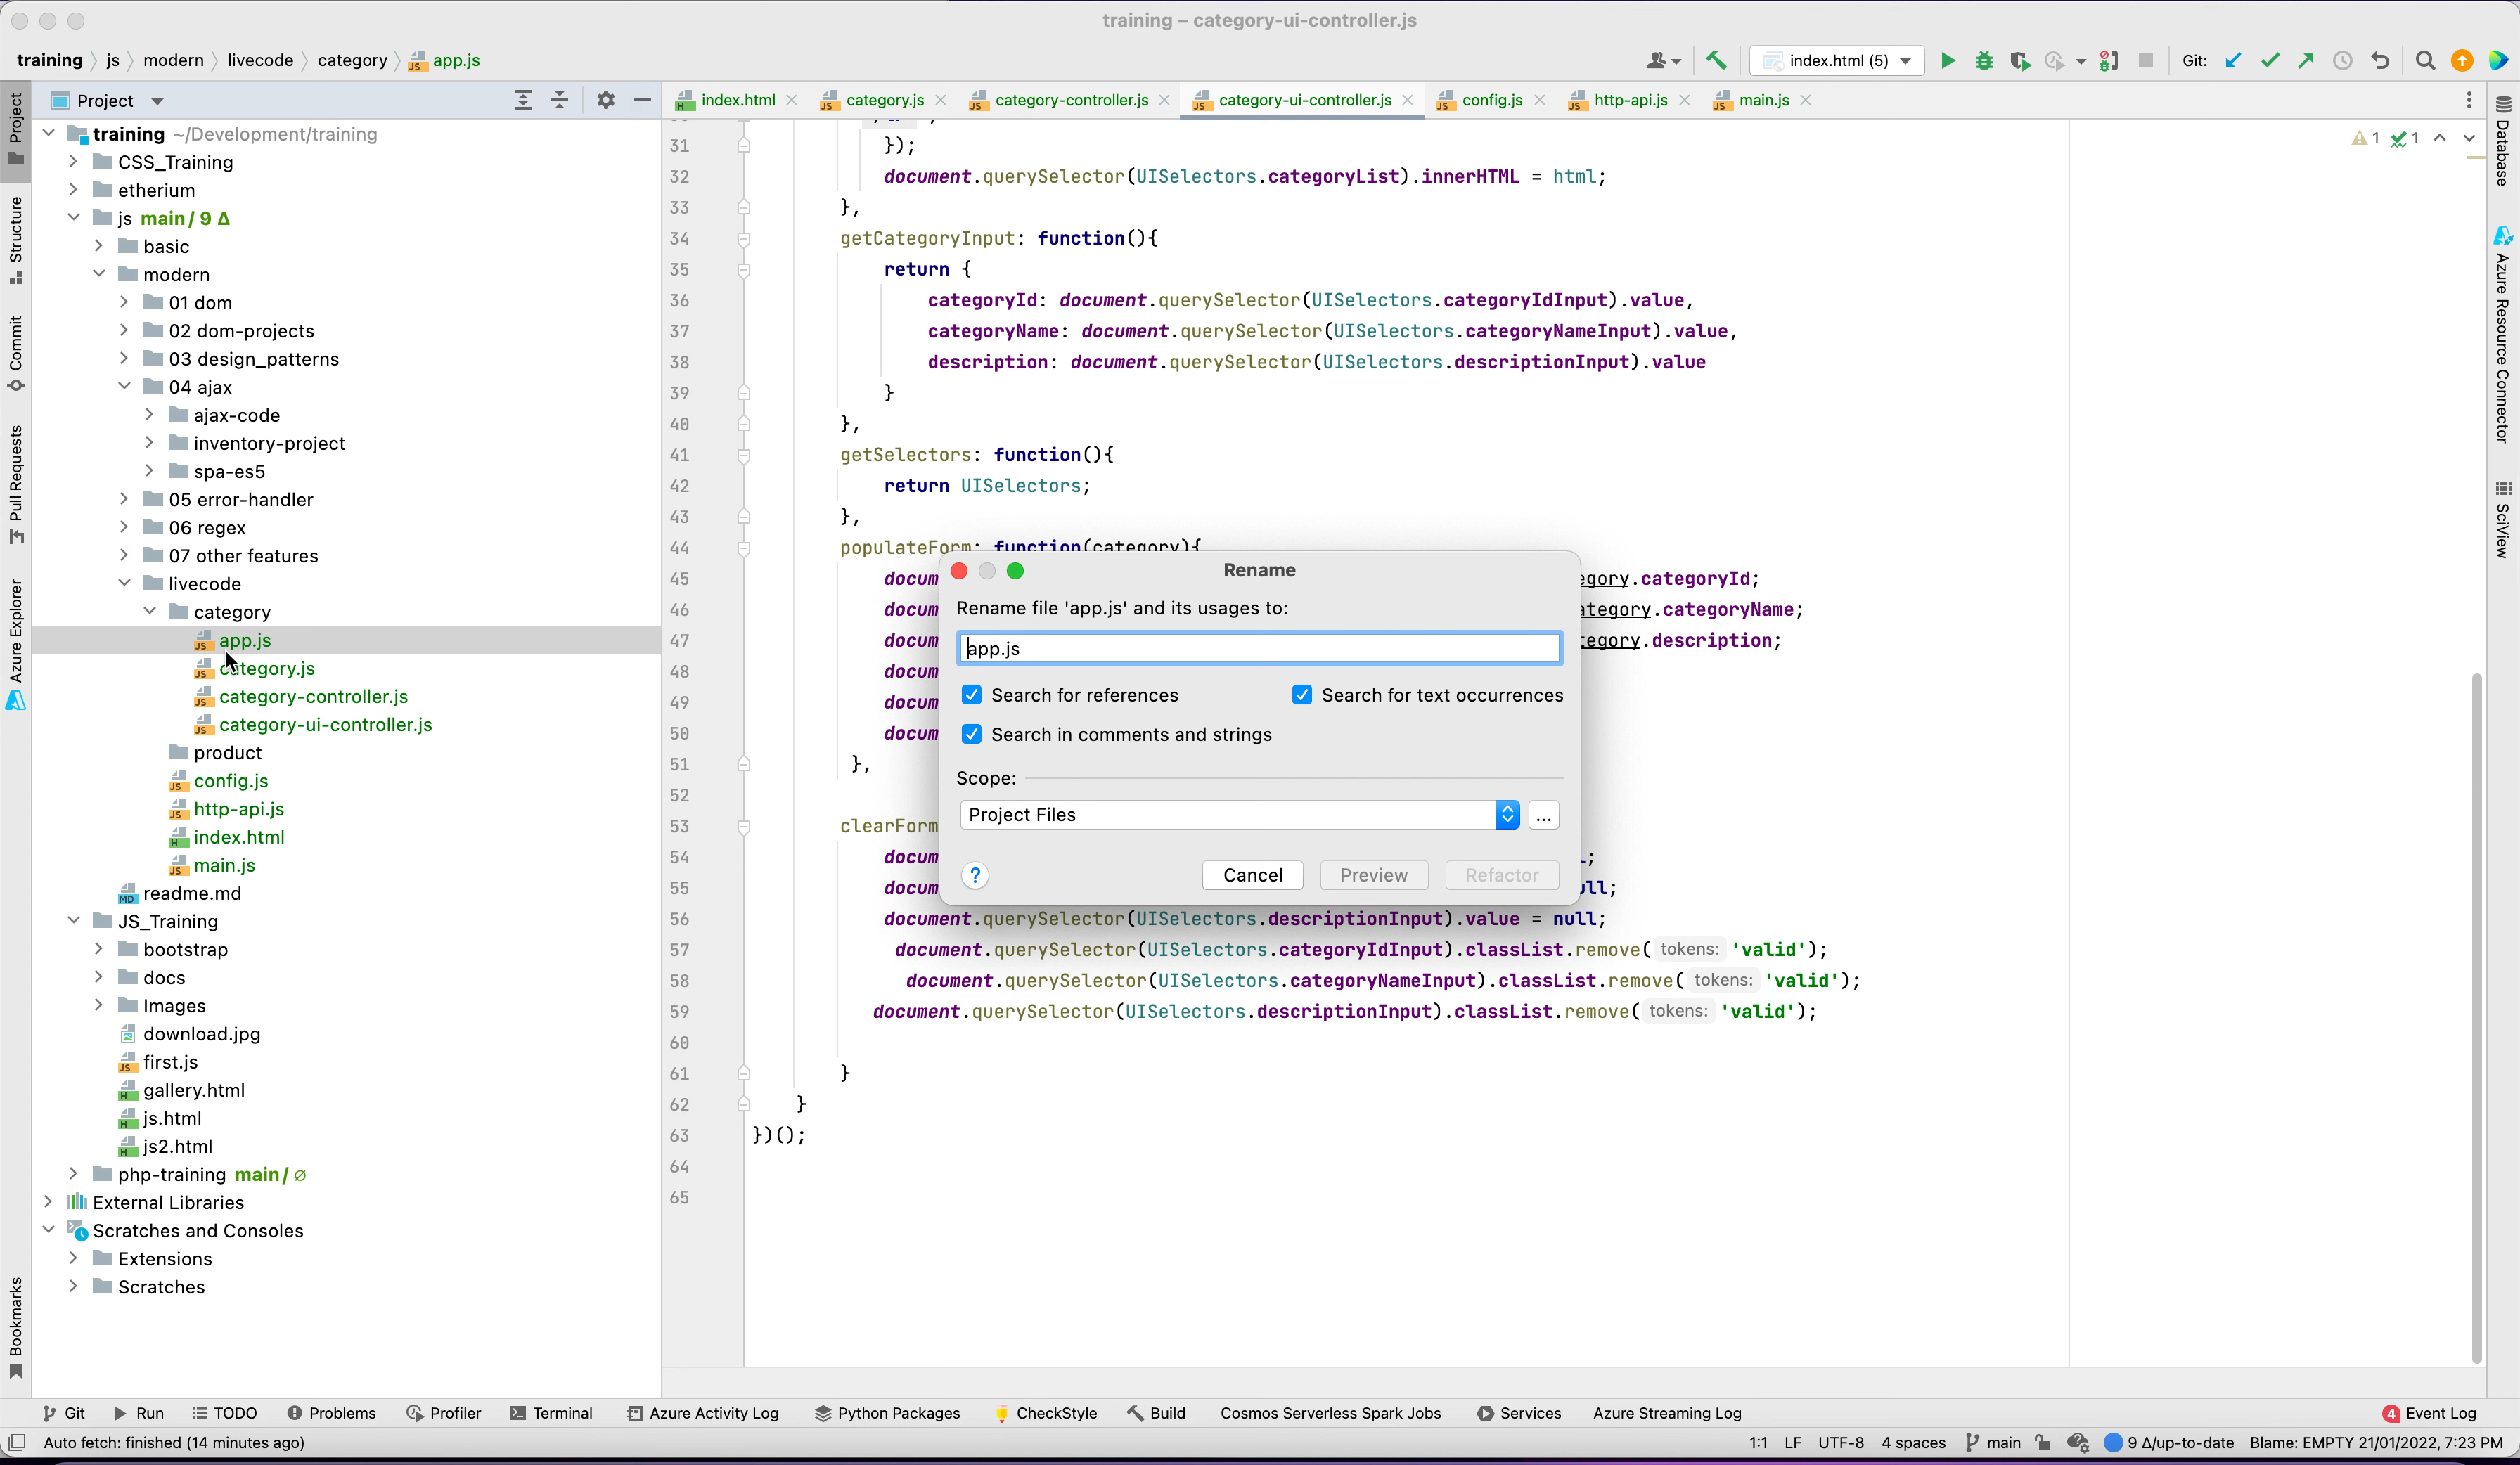 training – category-ui-controller.js
training js modern livecode category app.js
index.html (5)
Git:
Project
index.html
category.js
category-controller.js
category-ui-controller.js
config.js
http-api.js
main.js
Project
Structure
Commit
Pull Requests
Azure Explorer
Bookmarks
training ~/Development/training
CSS_Training
etherium
js main / 9 Δ
basic
modern
01 dom
02 dom-projects
03 design_patterns
04 ajax
ajax-code
inventory-project
spa-es5
05 error-handler
06 regex
07 other features
livecode
category
app.js
category.js
category-controller.js
category-ui-controller.js
product
config.js
http-api.js
index.html
main.js
readme.md
JS_Training
bootstrap
docs
Images
download.jpg
first.js
gallery.html
js.html
js2.html
php-training main / ∅
External Libraries
Scratches and Consoles
Extensions
Scratches
1 1
31 });
32 document.querySelector(UISelectors.categoryList).innerHTML = html;
33 },
34 getCategoryInput: function(){
35 return {
36 categoryId: document.querySelector(UISelectors.categoryIdInput).value,
37 categoryName: document.querySelector(UISelectors.categoryNameInput).value,
38 description: document.querySelector(UISelectors.descriptionInput).value
39 }
40 },
41 getSelectors: function(){
42 return UISelectors;
43 },
44 populateForm: function(category){
45 docum egory.categoryId;
46 docum ategory.categoryName;
47 docum tegory.description;
48 docum
49 docum
50 docum
51 },
52
53 clearForm
54 docum l;
55 docum ull;
56 document.querySelector(UISelectors.descriptionInput).value = null;
57 document.querySelector(UISelectors.categoryIdInput).classList.remove( tokens: 'valid');
58 document.querySelector(UISelectors.categoryNameInput).classList.remove( tokens: 'valid');
59 document.querySelector(UISelectors.descriptionInput).classList.remove( tokens: 'valid');
60
61 }
62 }
63 })();
64
65
Rename
Rename file 'app.js' and its usages to:
app.js
Search for references
Search for text occurrences
Search in comments and strings
Scope:
Project Files
...
?
Cancel
Preview
Refactor
Database
Azure Resource Connector
SciView
Git
Run
TODO
Problems
Profiler
Terminal
Azure Activity Log
Python Packages
CheckStyle
Build
Cosmos Serverless Spark Jobs
Services
Azure Streaming Log
4 Event Log
Auto fetch: finished (14 minutes ago)
1:1 LF UTF-8 4 spaces main 9 Δ/up-to-date Blame: EMPTY 21/01/2022, 7:23 PM